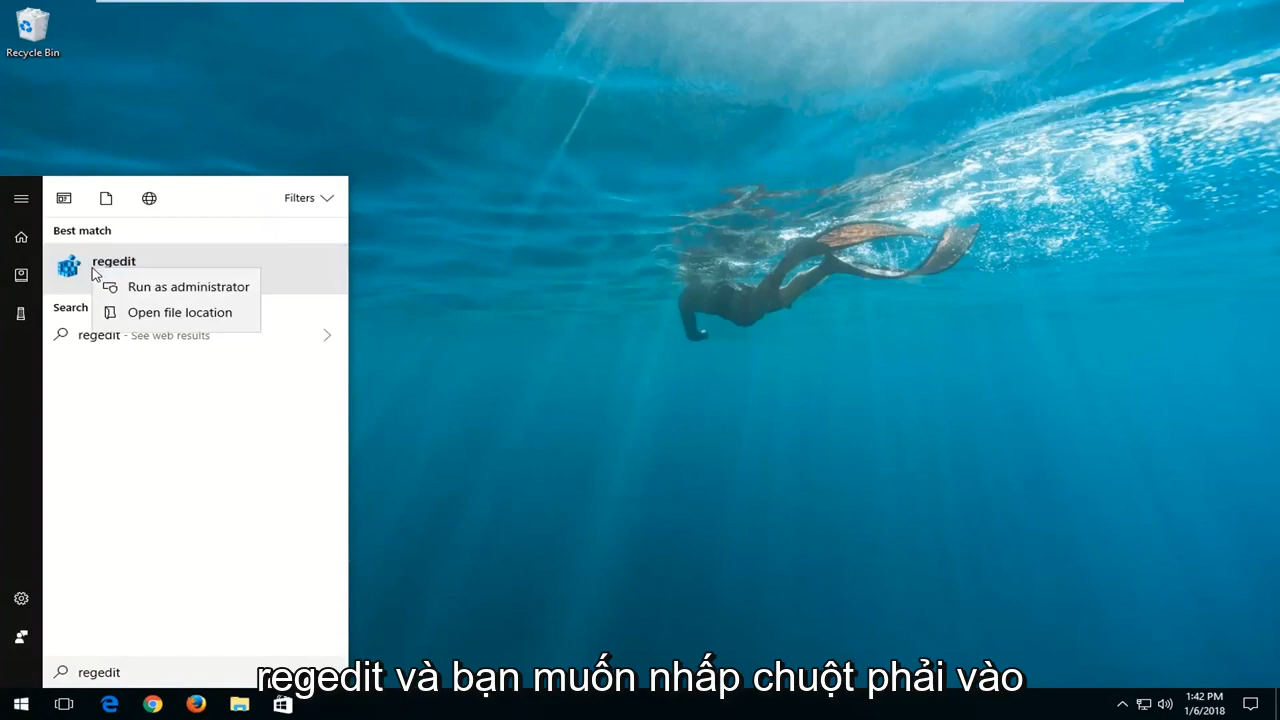 Recycle Bin
Filters
Best match
regedit
Run as administrator
Search
Open file location
regedit - See web results
regedit
regedit và bạn muốn nhấp chuột phải vào
1:42 PM
1/6/2018